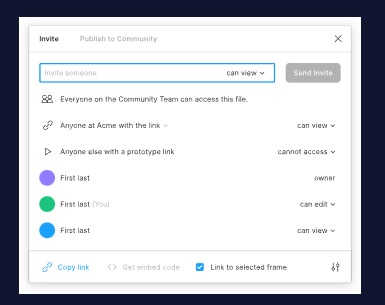 Invite Publish to Community
Invite someone can view Send Invite
Everyone on the Community Team can access this file.
Anyone at Acme with the link can view
Anyone else with a prototype link cannot access
First last owner
First last (You) can edit
First last can view
Copy link Get embed code Link to selected frame